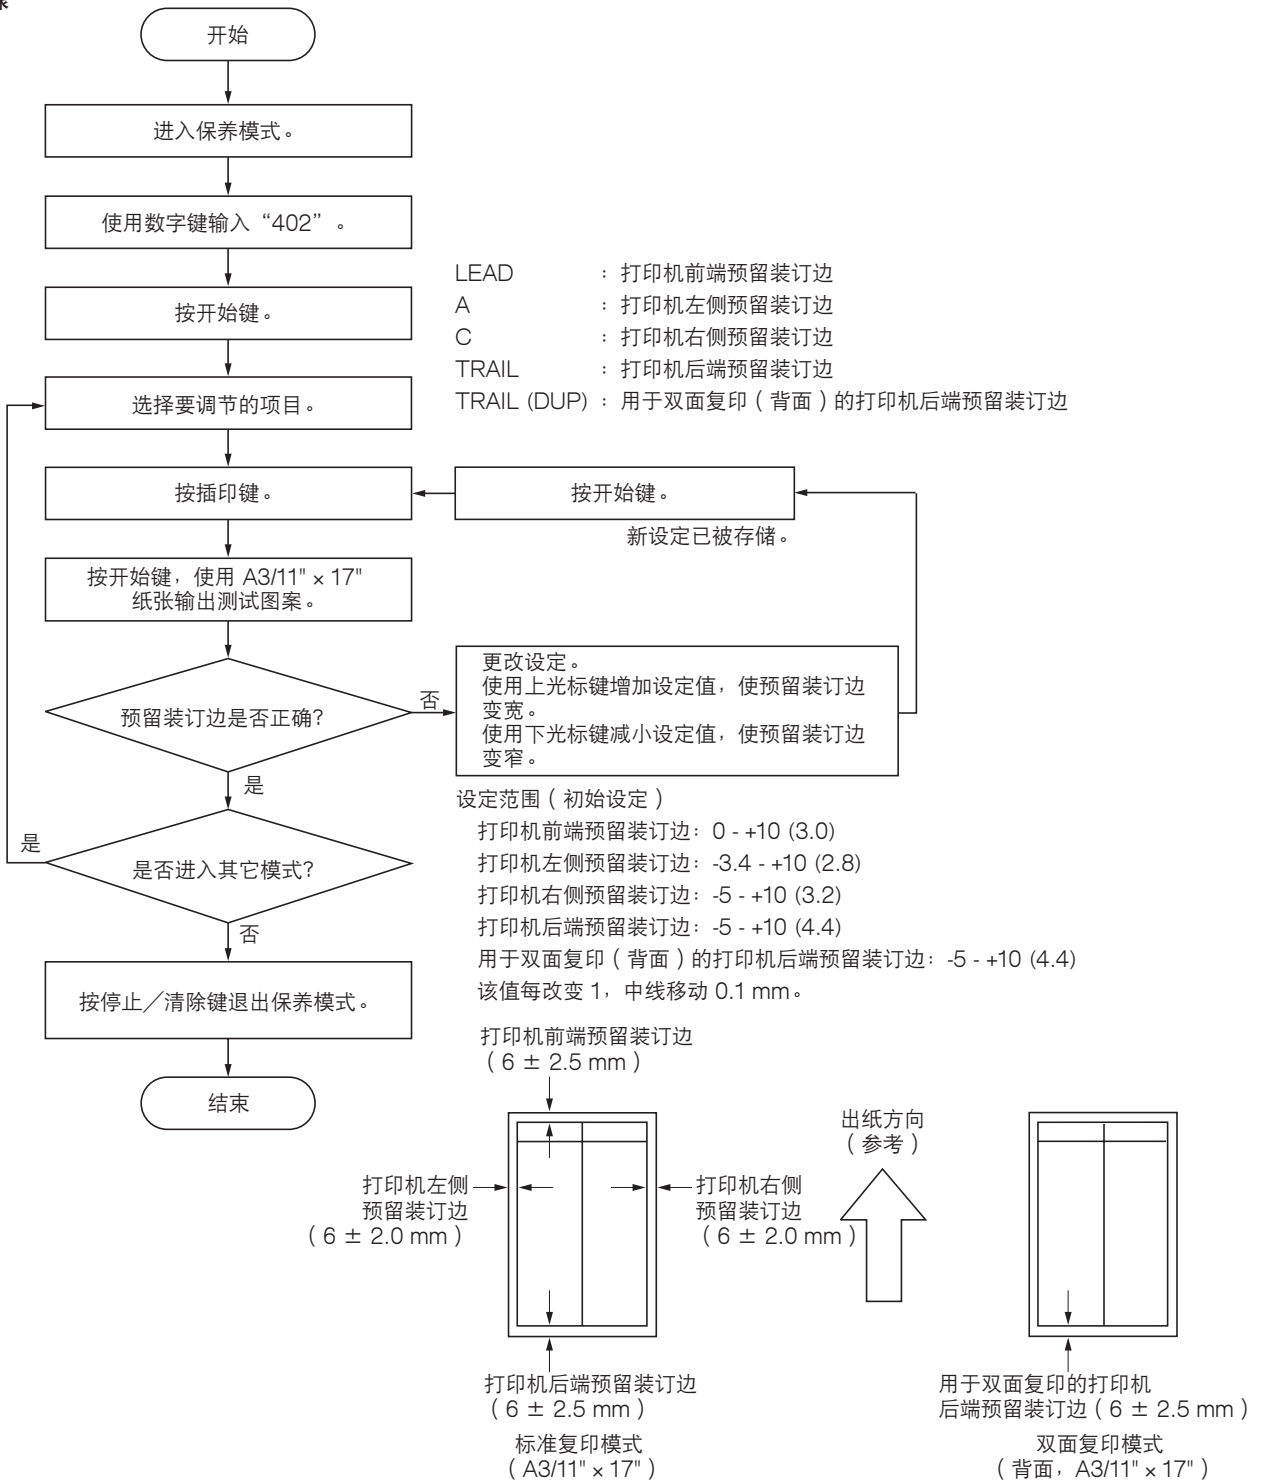 开始
进入保养模式。
使用数字键输入“402”。
按开始键。
LEAD : 打印机前端预留装订边
A : 打印机左侧预留装订边
C : 打印机右侧预留装订边
TRAIL : 打印机后端预留装订边
TRAIL (DUP) : 用于双面复印(背面)的打印机后端预留装订边
选择要调节的项目。
按插印键。
按开始键。
新设定已被存储。
按开始键，使用 A3/11" × 17"
纸张输出测试图案。
预留装订边是否正确？
否
更改设定。
使用上光标键增加设定值，使预留装订边
变宽。
使用下光标键减小设定值，使预留装订边
变窄。
是
是
是否进入其它模式？
否
按停止／清除键退出保养模式。
结束
设定范围(初始设定)
打印机前端预留装订边：0 - +10 (3.0)
打印机左侧预留装订边：-3.4 - +10 (2.8)
打印机右侧预留装订边：-5 - +10 (3.2)
打印机后端预留装订边：-5 - +10 (4.4)
用于双面复印(背面)的打印机后端预留装订边：-5 - +10 (4.4)
该值每改变 1，中线移动 0.1 mm。
打印机前端预留装订边
(6 ± 2.5 mm)
打印机左侧
预留装订边
(6 ± 2.0 mm)
打印机右侧
预留装订边
(6 ± 2.0 mm)
出纸方向
(参考)
打印机后端预留装订边
(6 ± 2.5 mm)
标准复印模式
(A3/11" × 17")
用于双面复印的打印机
后端预留装订边(6 ± 2.5 mm)
双面复印模式
(背面，A3/11" × 17")